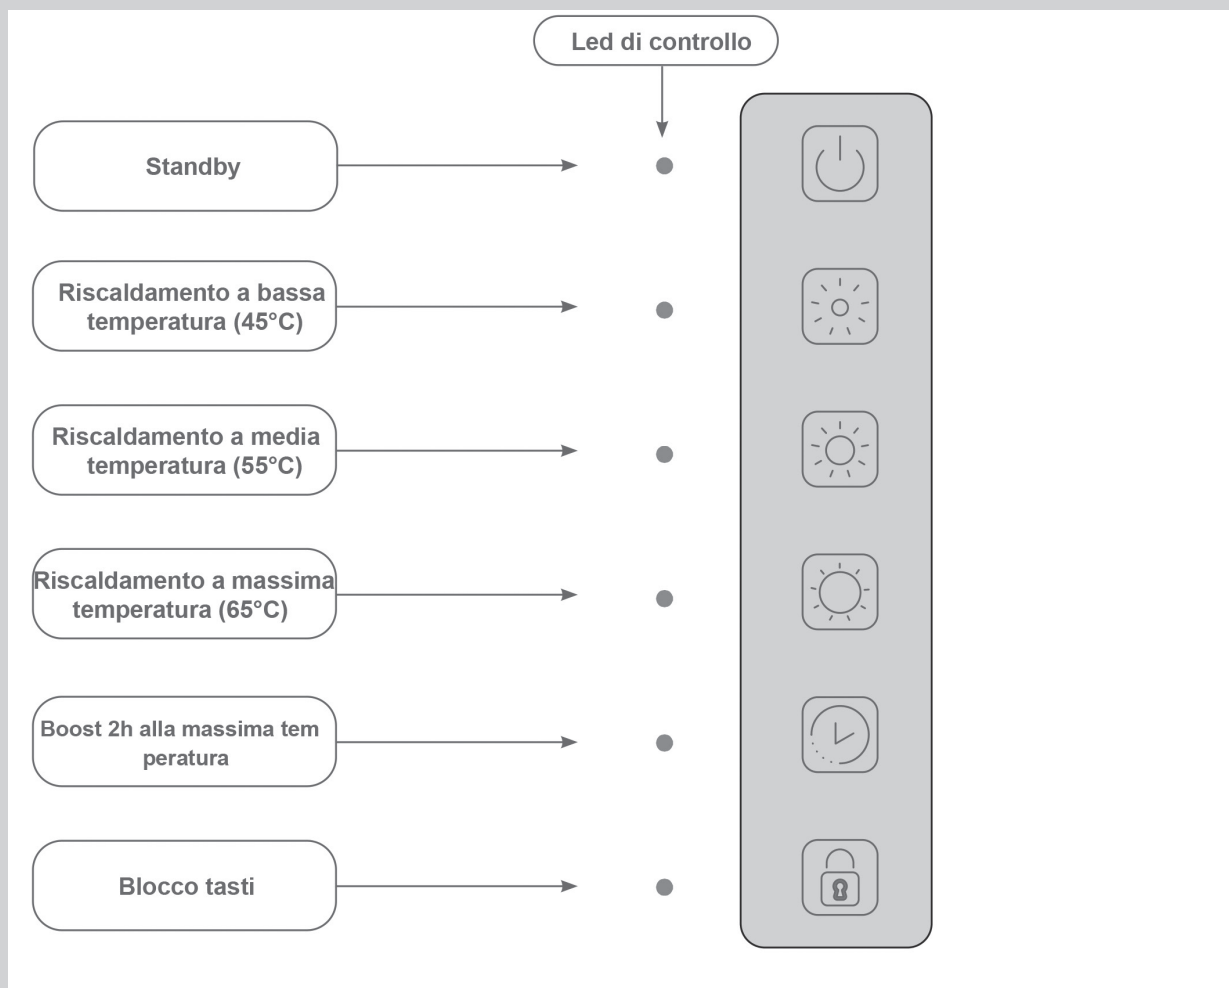 Led di controllo
Standby
Riscaldamento a bassa
temperatura (45°C)
Riscaldamento a media
temperatura (55°C)
Riscaldamento a massima
temperatura (65°C)
Boost 2h alla massima tem
peratura
Blocco tasti